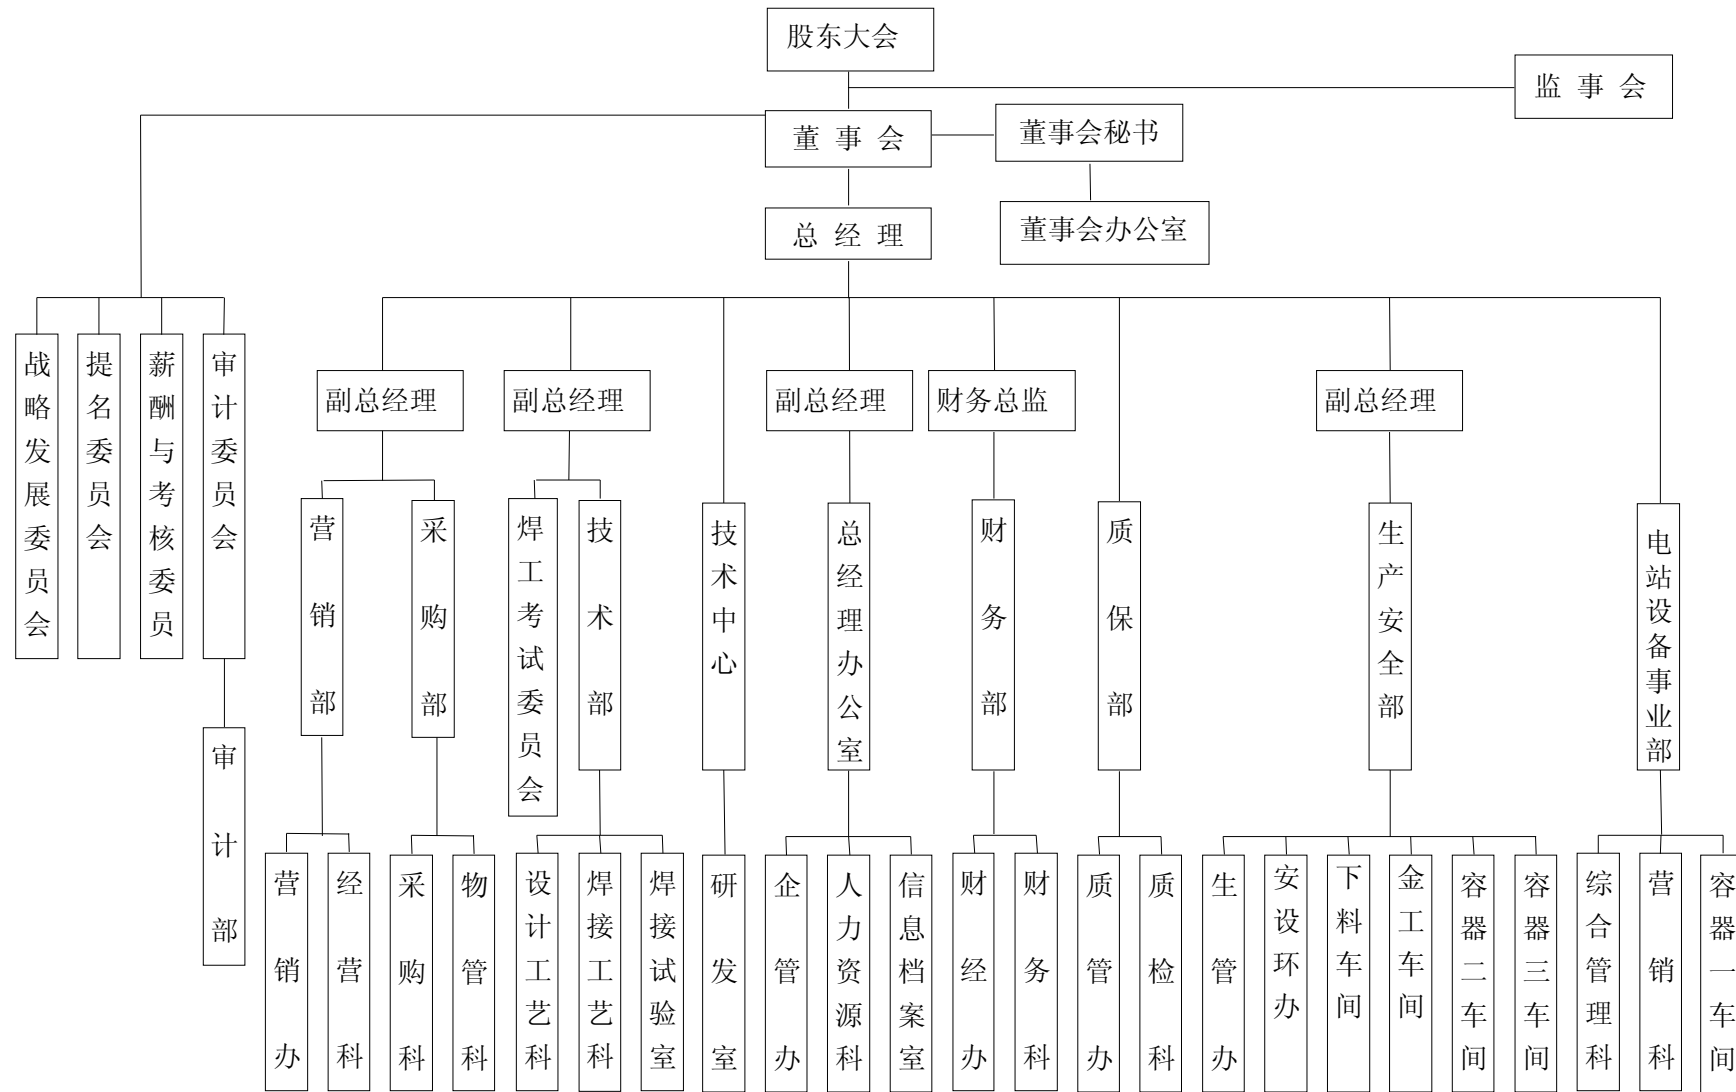 股东大会
监 事 会
董 事 会
董事会秘书
总 经 理
董事会办公室
战略发展委员会
提名委员会
薪酬与考核委员
审计委员会
副总经理
副总经理
副总经理
财务总监
副总经理
营销部
采购部
焊工考试委员会
技术部
技术中心
总经理办公室
财务部
质保部
生产安全部
电站设备事业部
审计部
营销办
经营科
采购科
物管科
设计工艺科
焊接工艺科
焊接试验室
研发室
企管办
人力资源科
信息档案室
财经办
财务科
质管办
质检科
生管办
安设环办
下料车间
金工车间
容器二车间
容器三车间
综合管理科
营销科
容器一车间